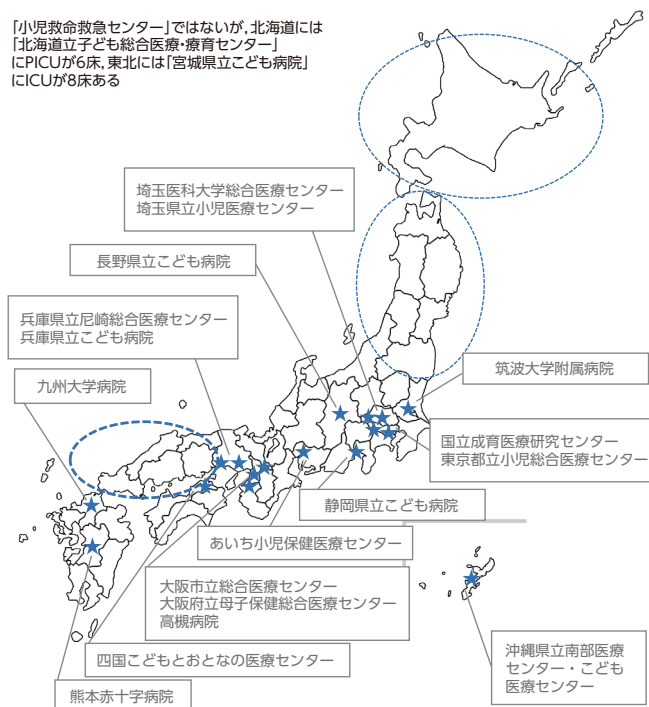 「小児救命救急センター」ではないが，北海道には
「北海道立子ども総合医療・療育センター」
にPICUが6床，東北には「宮城県立こども病院」
にICUが8床ある
埼玉医科大学総合医療センター
埼玉県立小児医療センター
長野県立こども病院
兵庫県立尼崎総合医療センター
兵庫県立こども病院
九州大学病院
筑波大学附属病院
国立成育医療研究センター
東京都立小児総合医療センター
静岡県立こども病院
あいち小児保健医療センター
大阪市立総合医療センター
大阪府立母子保健総合医療センター
高槻病院
四国こどもとおとなの医療センター
熊本赤十字病院
沖縄県立南部医療
センター・こども
医療センター